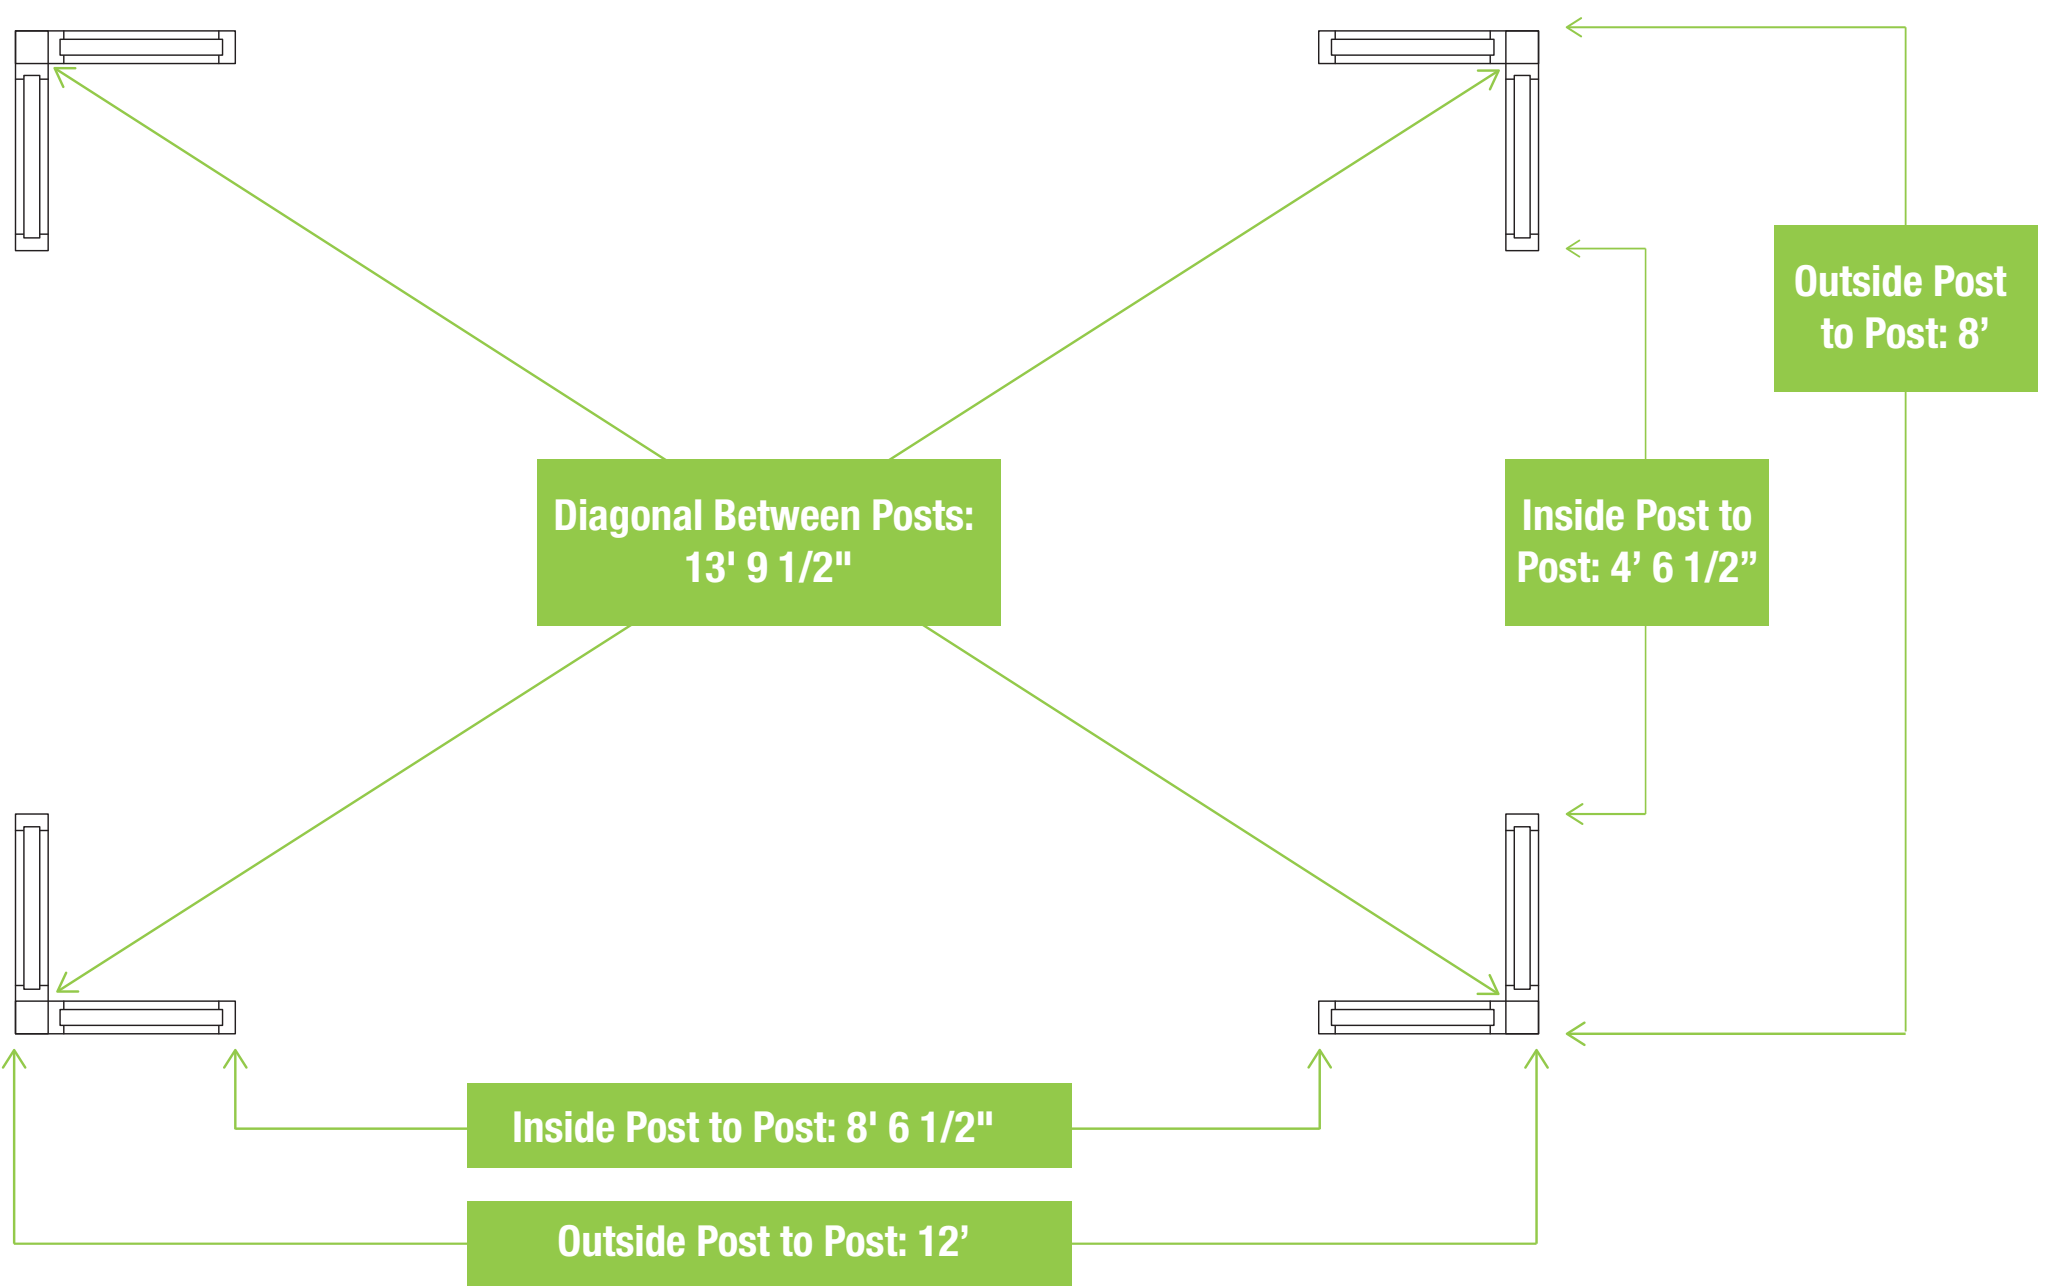 Outside Post
to Post: 8’
Diagonal Between Posts:
13' 9 1/2"
Inside Post to
Post: 4’ 6 1/2”
Inside Post to Post: 8' 6 1/2"
Outside Post to Post: 12’